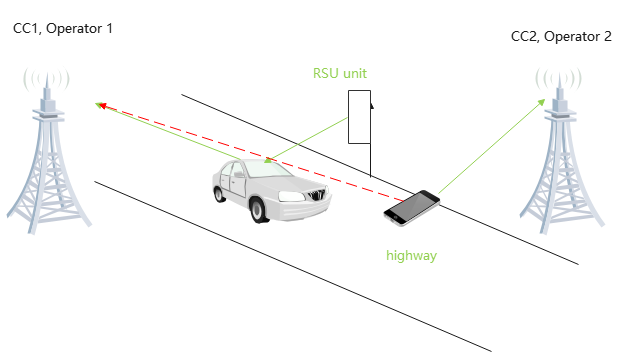 CC1, Operator 1
CC2, Operator 2
RSU unit
highway